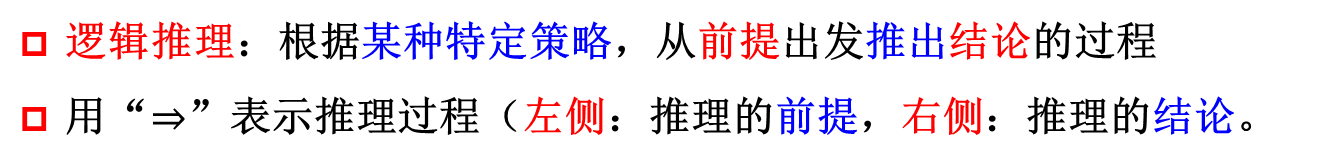 逻辑推理：根据某种特定策略，从前提出发推出结论的过程
用“⇒”表示推理过程（左侧：推理的前提，右侧：推理的结论。